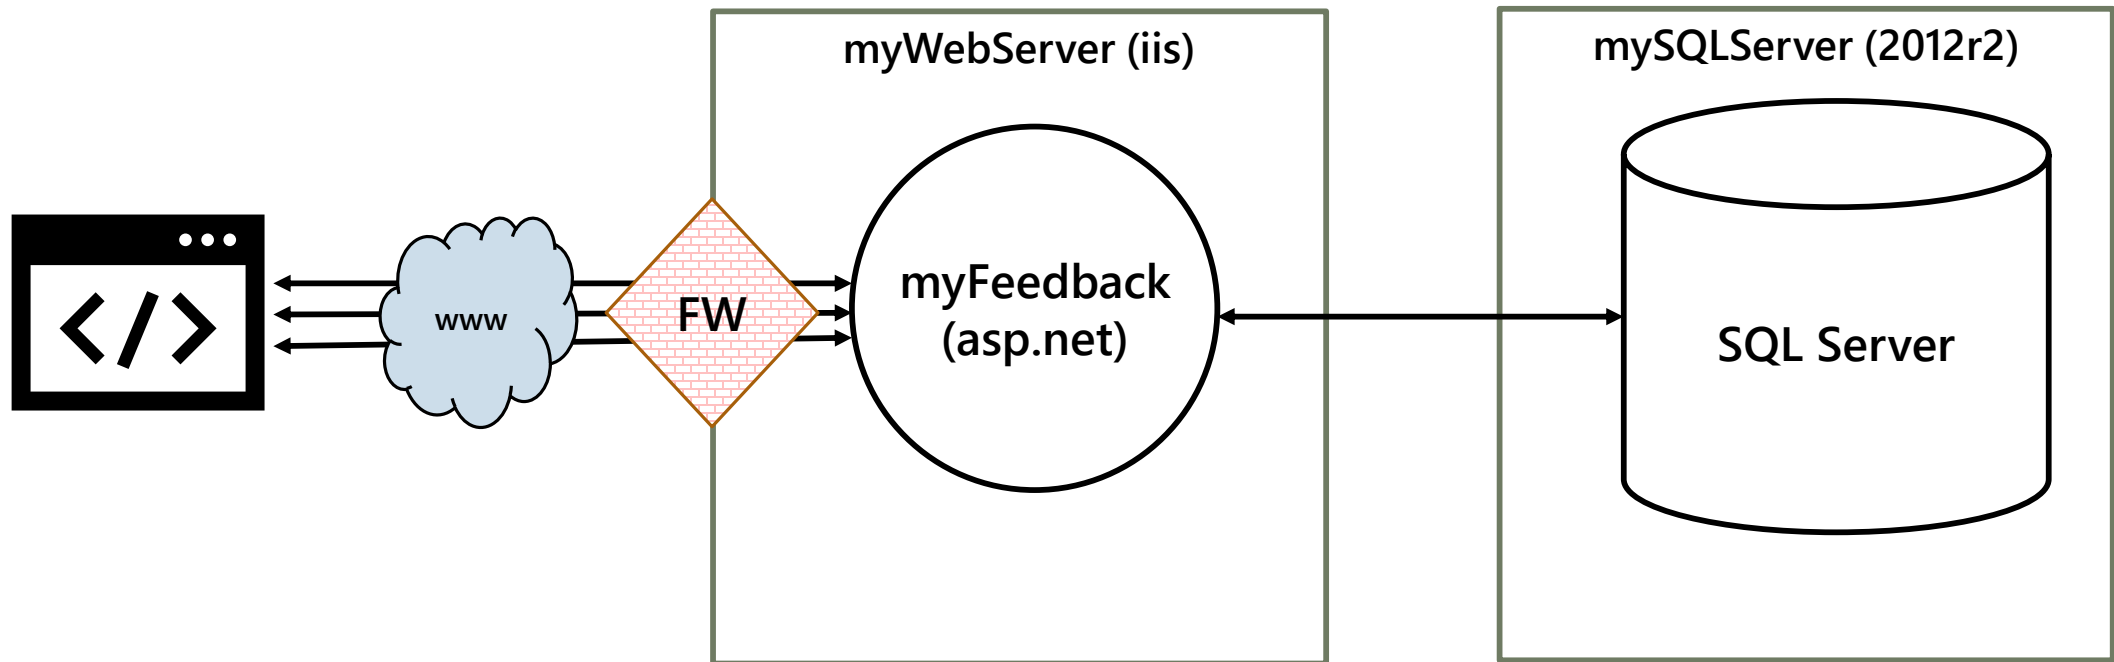 myWebServer (iis)
mySQLServer (2012r2)
</>
www
FW
myFeedback
(asp.net)
SQL Server